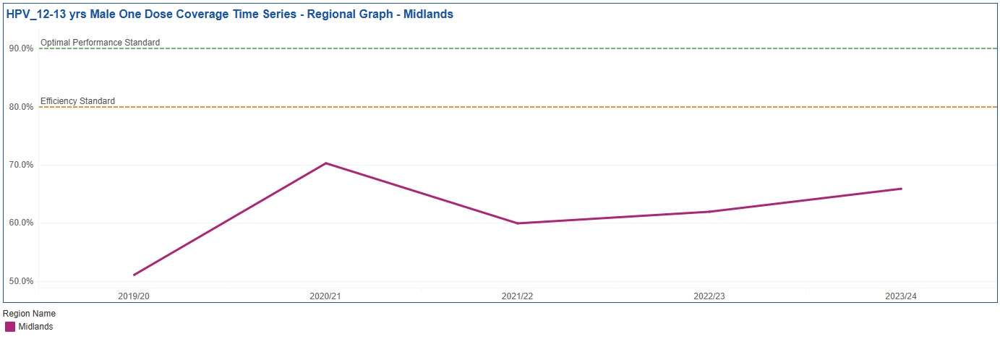 HPV_12-13 yrs Male One Dose Coverage Time Series - Regional Graph - Midlands
Optimal Performance Standard
90.0%
Efficiency Standard
80.0%
70.0%
60.0%
50.0%
2019/20 2020/21 2021/22 2022/23 2023/24
Region Name
Midlands